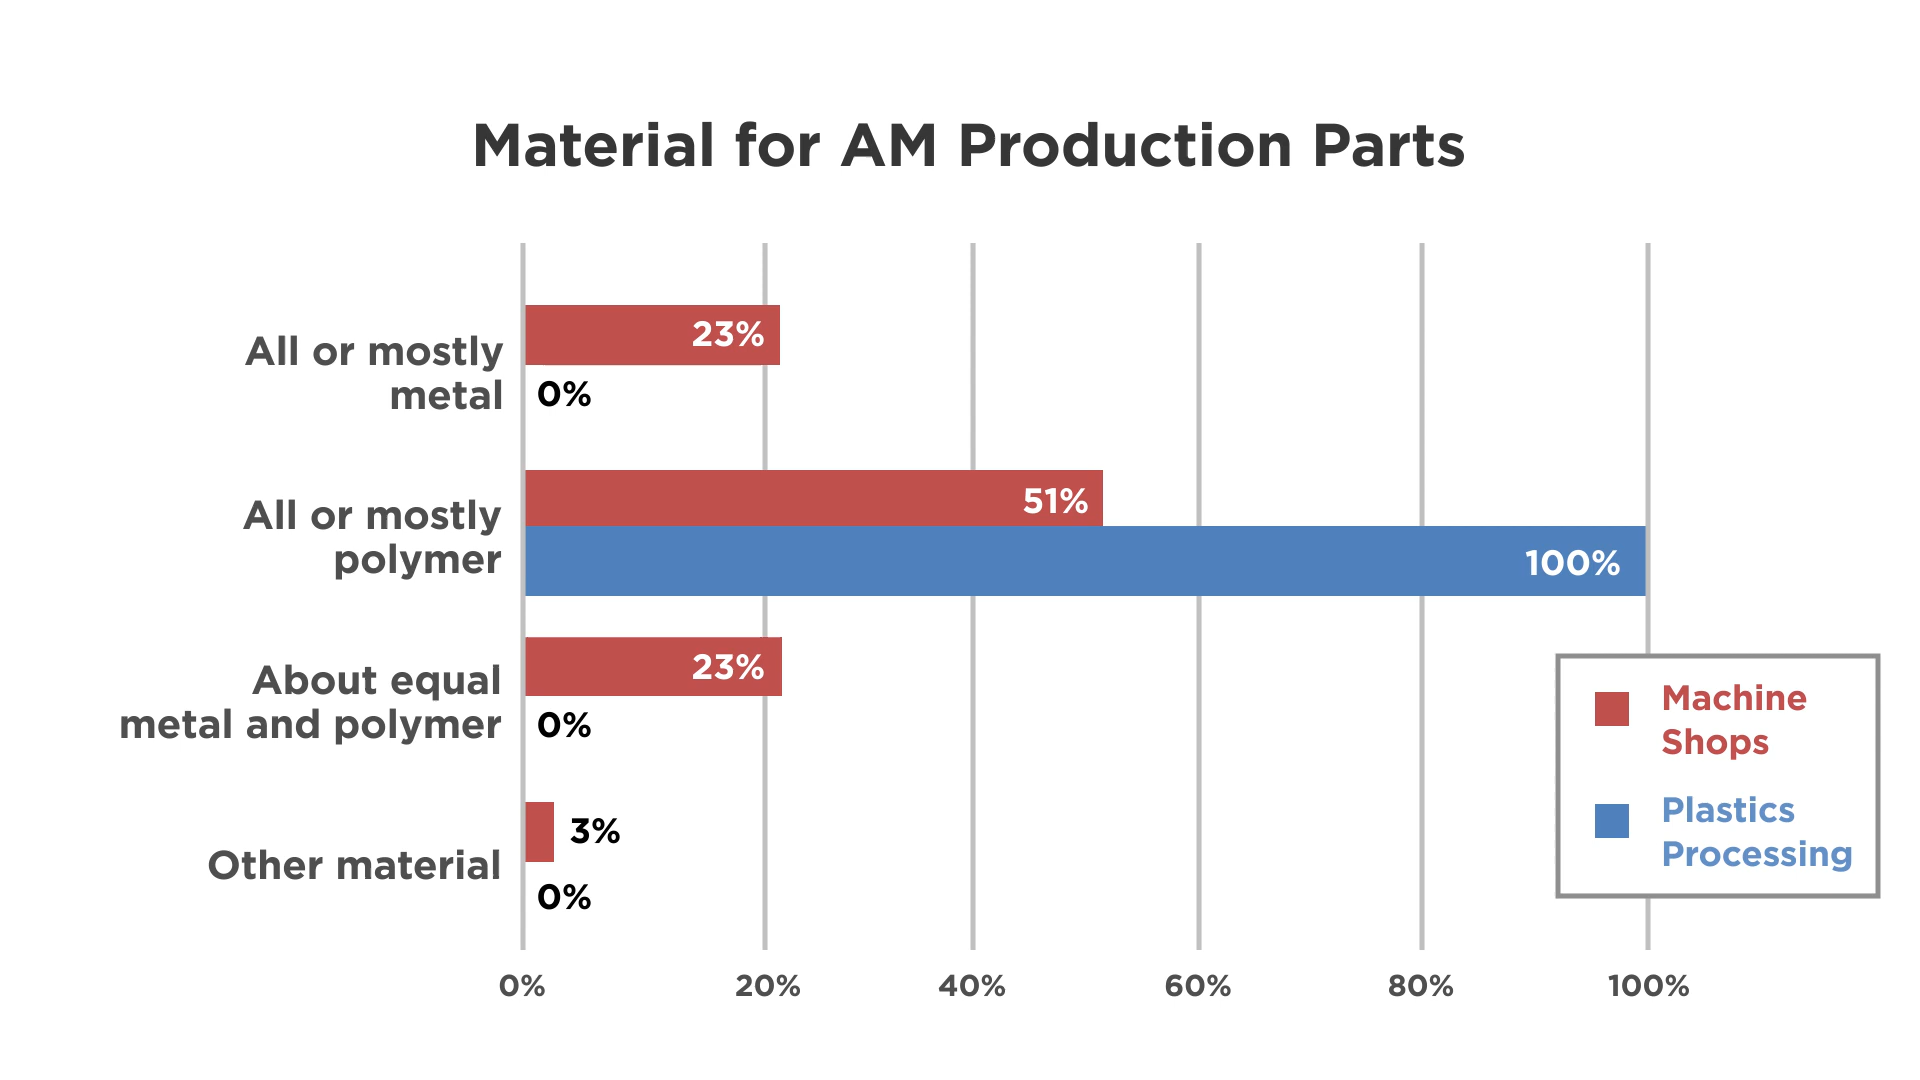 Material for AM Production Parts
23%
All or mostly
metal
0%
51%
All or mostly
polymer
100%
23%
About equal
metal and polymer
0%
Machine
Shops
3%
Other material
0%
Plastics
Processing
0%
20%
40%
60%
80%
100%